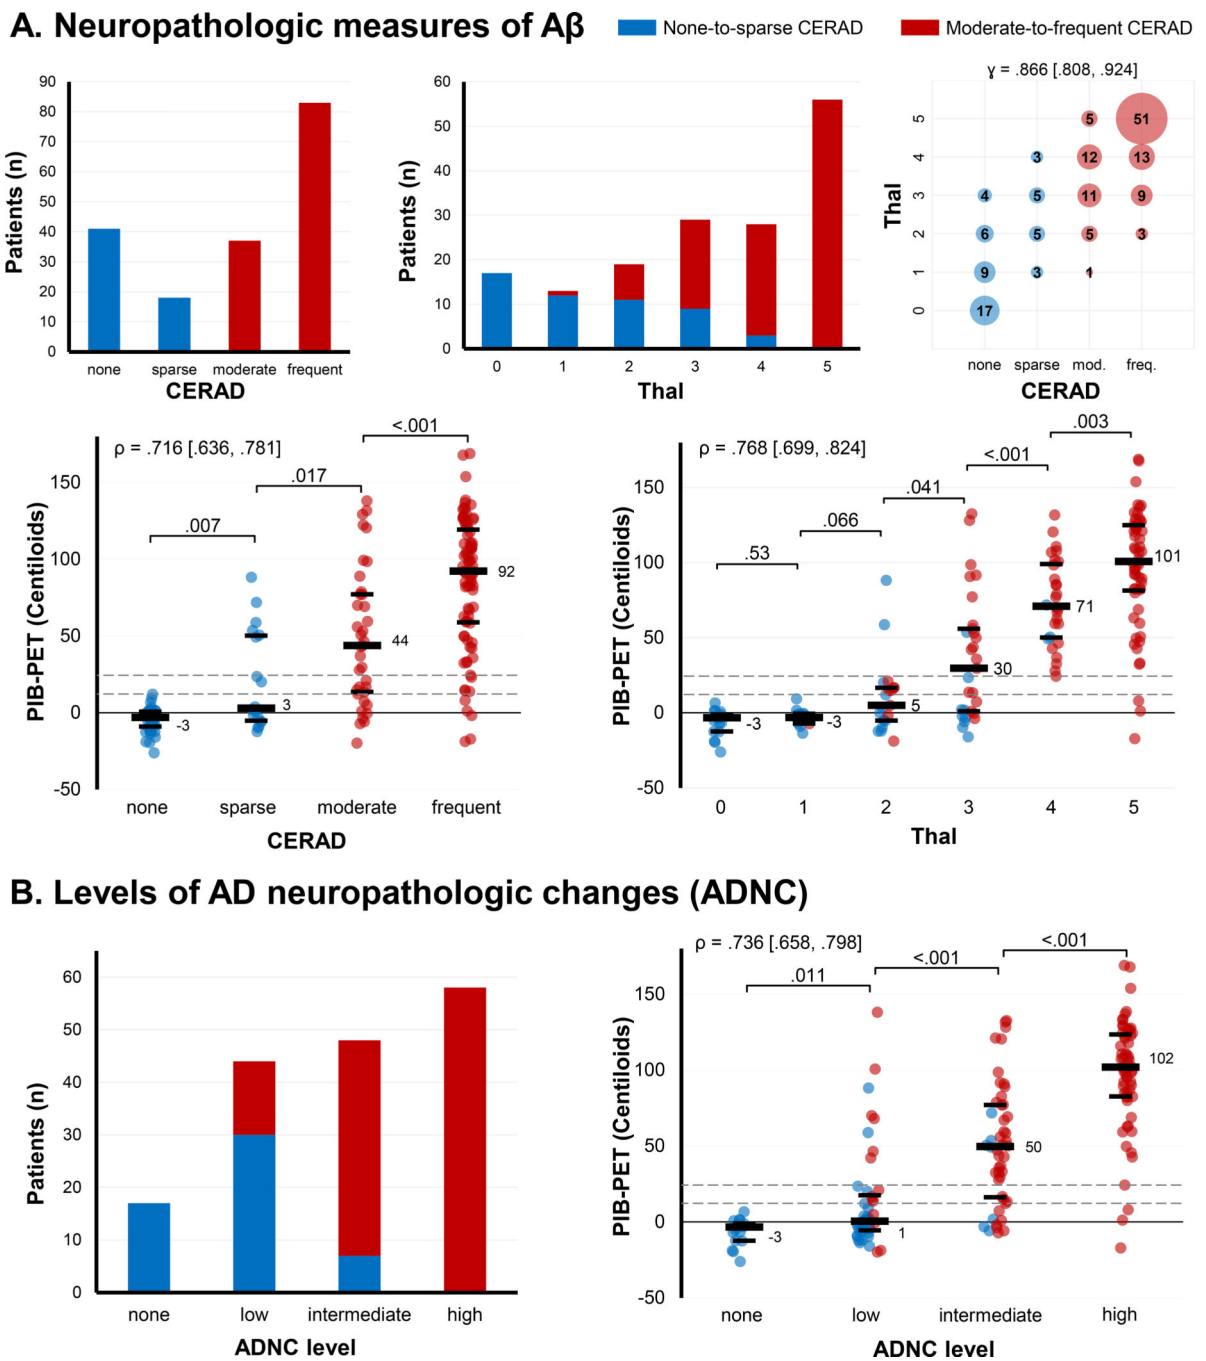 A. Neuropathologic measures of Aβ
None-to-sparse CERAD
Moderate-to-frequent CERAD
90
80
70
60
50
40
30
20
10
0
Patients (n)
none sparse moderate frequent
CERAD
60
50
40
30
20
10
0
Patients (n)
0 1 2 3 4 5
Thal
ɣ = .866 [.808, .924]
5
4
3
2
1
0
Thal
5 51
3 12 13
4 5 11 9
6 5 5 3
9 3 1
17
none sparse mod. freq.
CERAD
ρ = .716 [.636, .781]
<.001
.017
.007
150
100
50
0
-50
PIB-PET (Centiloids)
-3
3
44
92
none sparse moderate frequent
CERAD
ρ = .768 [.699, .824]
.003
<.001
.041
.066
.53
150
100
50
0
-50
PIB-PET (Centiloids)
-3
-3
5
30
71
101
0 1 2 3 4 5
Thal
B. Levels of AD neuropathologic changes (ADNC)
60
50
40
30
20
10
0
Patients (n)
none low intermediate high
ADNC level
ρ = .736 [.658, .798]
<.001
<.001
.011
150
100
50
0
-50
PIB-PET (Centiloids)
-3
1
50
102
none low intermediate high
ADNC level